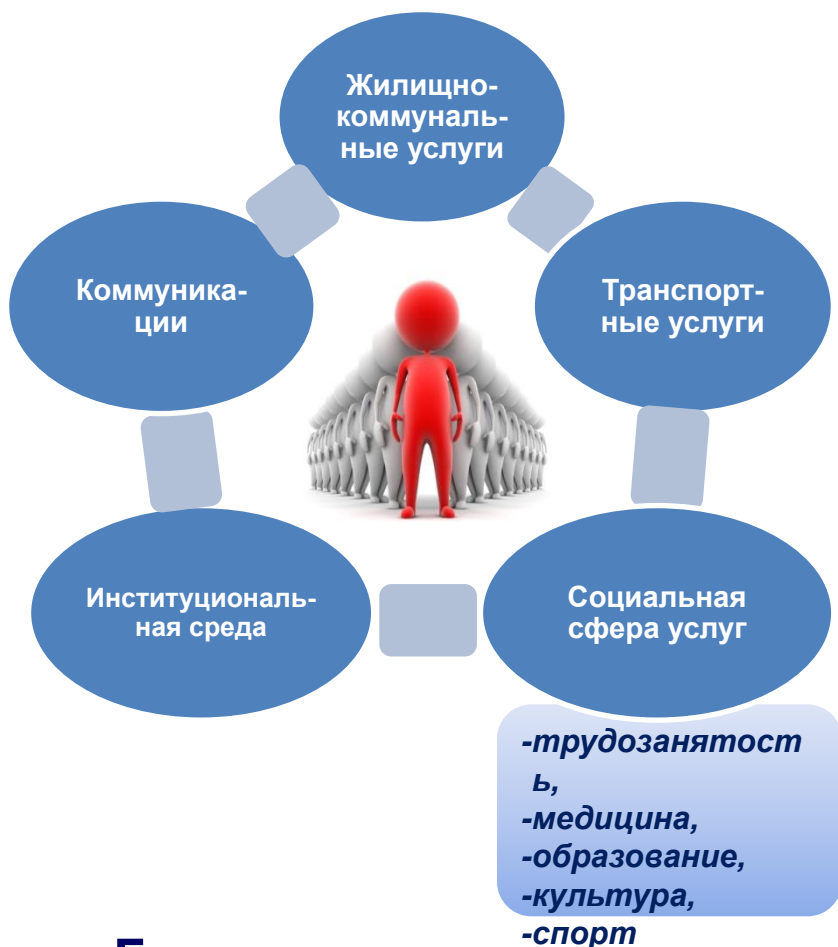 Жилищно-
коммуналь-
ные услуги
Коммуника-
ции
Транспорт-
ные услуги
Институциональ-
ная среда
Социальная
сфера услуг
-трудозанятост
ь,
-медицина,
-образование,
-культура,
-спорт